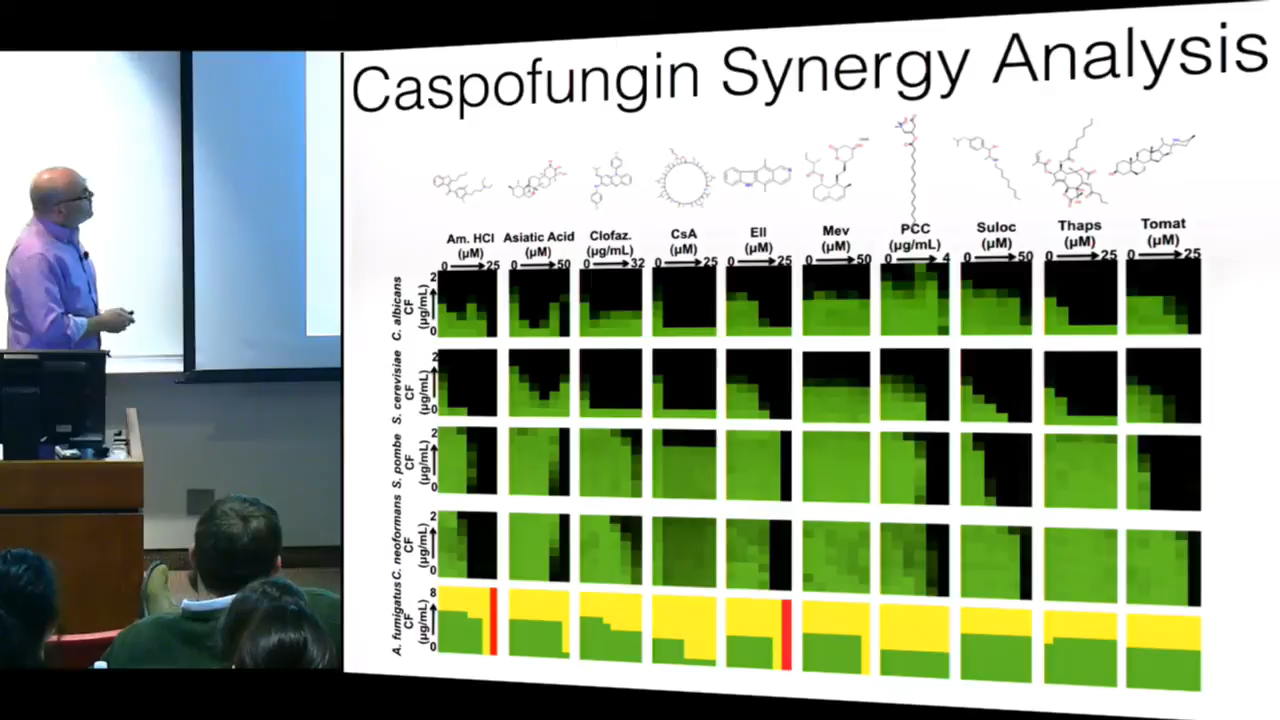 Caspofungin Synergy Analysis
Am. HCl Asiatic Acid Clofaz. CsA Ell Mev PCC Suloc Thaps Tomat
(µM) (µM) (µg/mL) (µM) (µM) (µM) (µg/mL) (µM) (µM) (µM)
0 25 0 50 0 32 0 25 0 25 0 50 0 4 0 50 0 25 0 25
C. albicans
CF
(µg/mL)
2
0
S. cerevisiae
CF
(µg/mL)
2
0
S. pombe
CF
(µg/mL)
2
0
C. neoformans
CF
(µg/mL)
2
0
A. fumigatus
CF
(µg/mL)
8
0